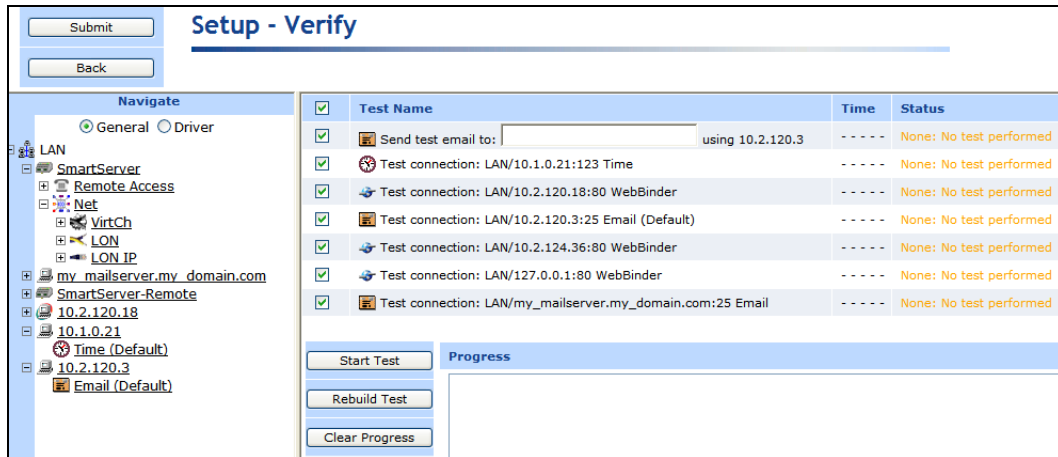 Submit
Back
Setup - Verify
Navigate
General Driver
LAN
SmartServer
Remote Access
Net
VirtCh
LON
LON IP
my_mailserver.my_domain.com
SmartServer-Remote
10.2.120.18
10.1.0.21
Time (Default)
10.2.120.3
Email (Default)
Test Name Time Status
Send test email to: using 10.2.120.3 - - - - - None: No test performed
Test connection: LAN/10.1.0.21:123 Time - - - - - None: No test performed
Test connection: LAN/10.2.120.18:80 WebBinder - - - - - None: No test performed
Test connection: LAN/10.2.120.3:25 Email (Default) - - - - - None: No test performed
Test connection: LAN/10.2.124.36:80 WebBinder - - - - - None: No test performed
Test connection: LAN/127.0.0.1:80 WebBinder - - - - - None: No test performed
Test connection: LAN/my_mailserver.my_domain.com:25 Email - - - - - None: No test performed
Start Test
Rebuild Test
Clear Progress
Progress